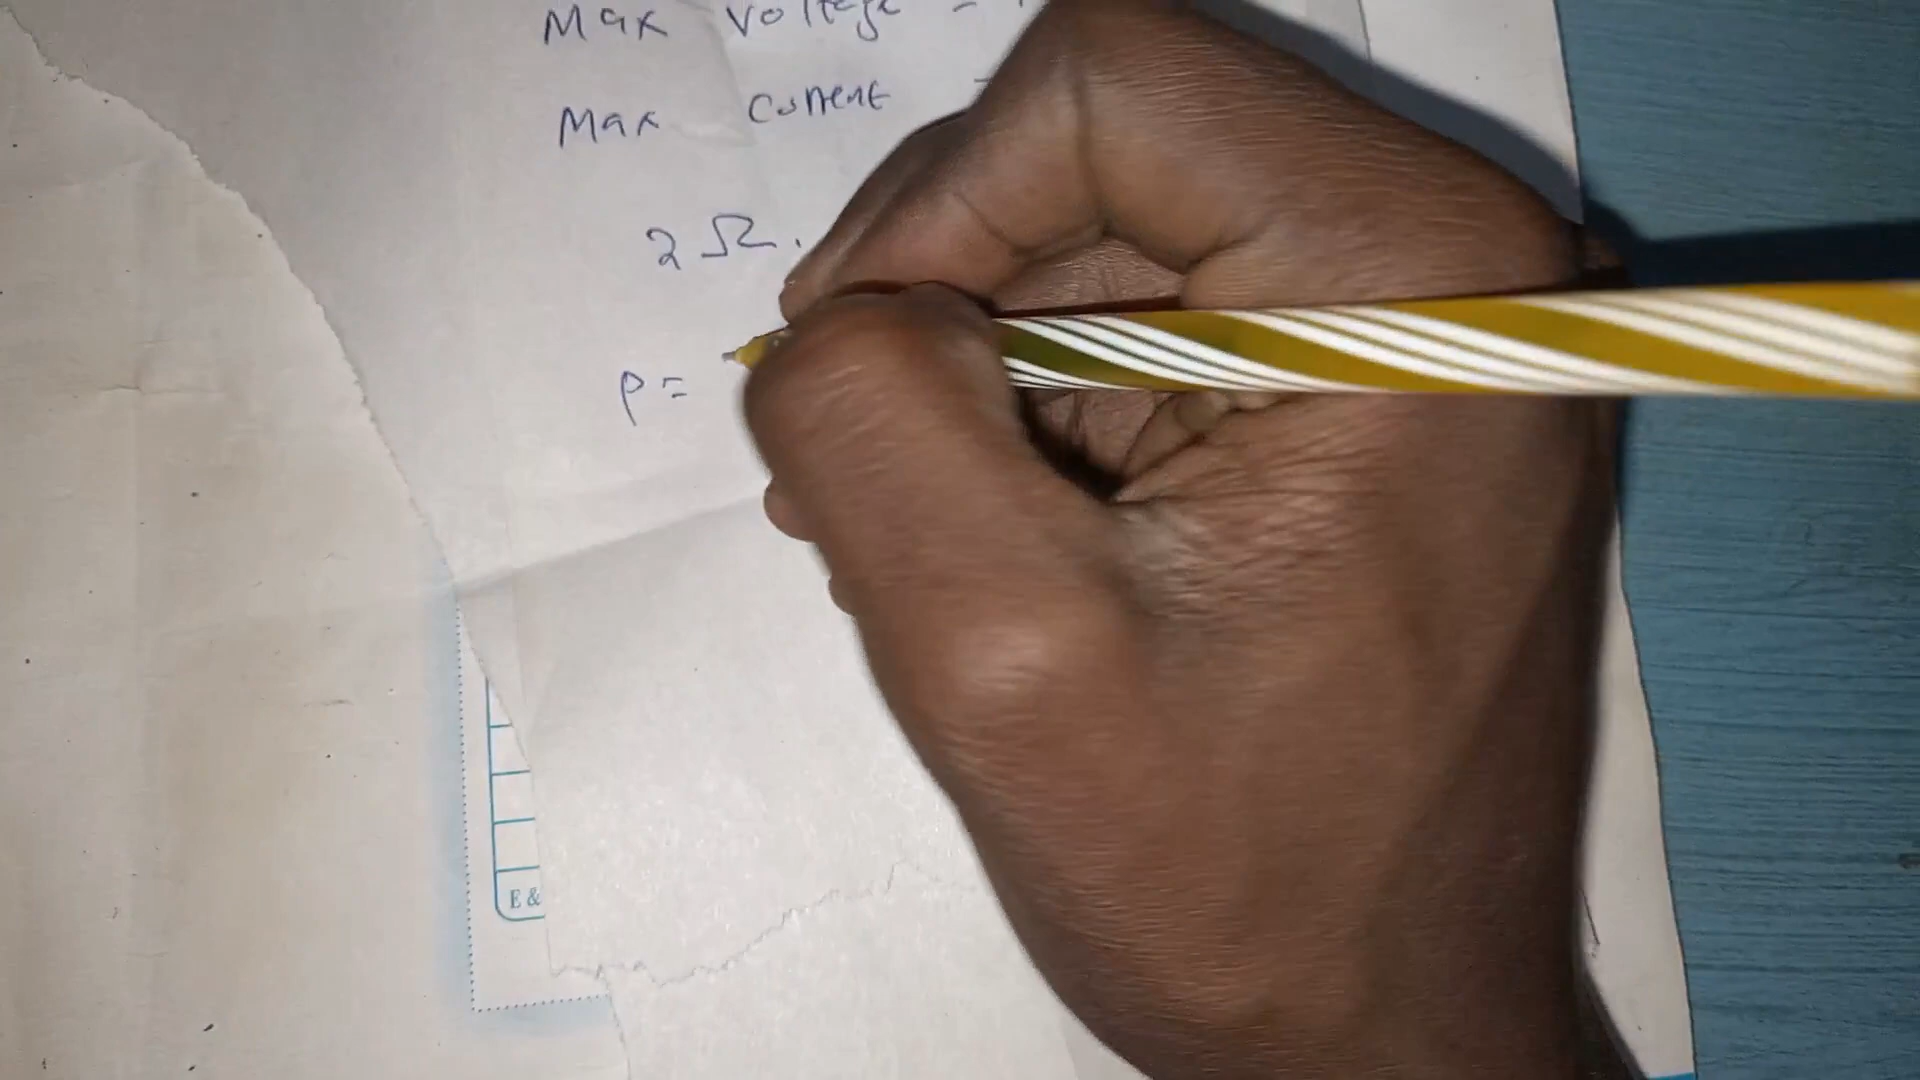 Max Voltage =
Max Current
2Ω.
P =
E &